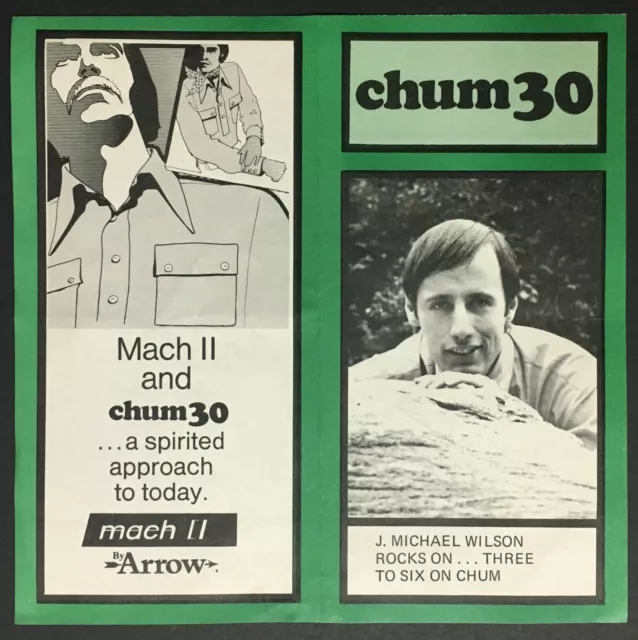 Mach II
and
chum30
...a spirited
approach
to today.
mach II
By
Arrow
chum30
J. MICHAEL WILSON
ROCKS ON ... THREE
TO SIX ON CHUM